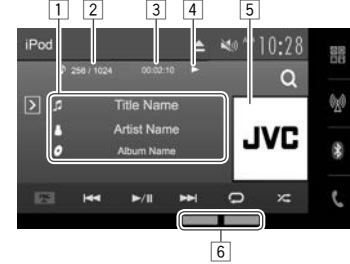 1 2 3 4 5
iPod 10:28
256 / 1024 00:02:10
Title Name
Artist Name
Album Name
JVC
6